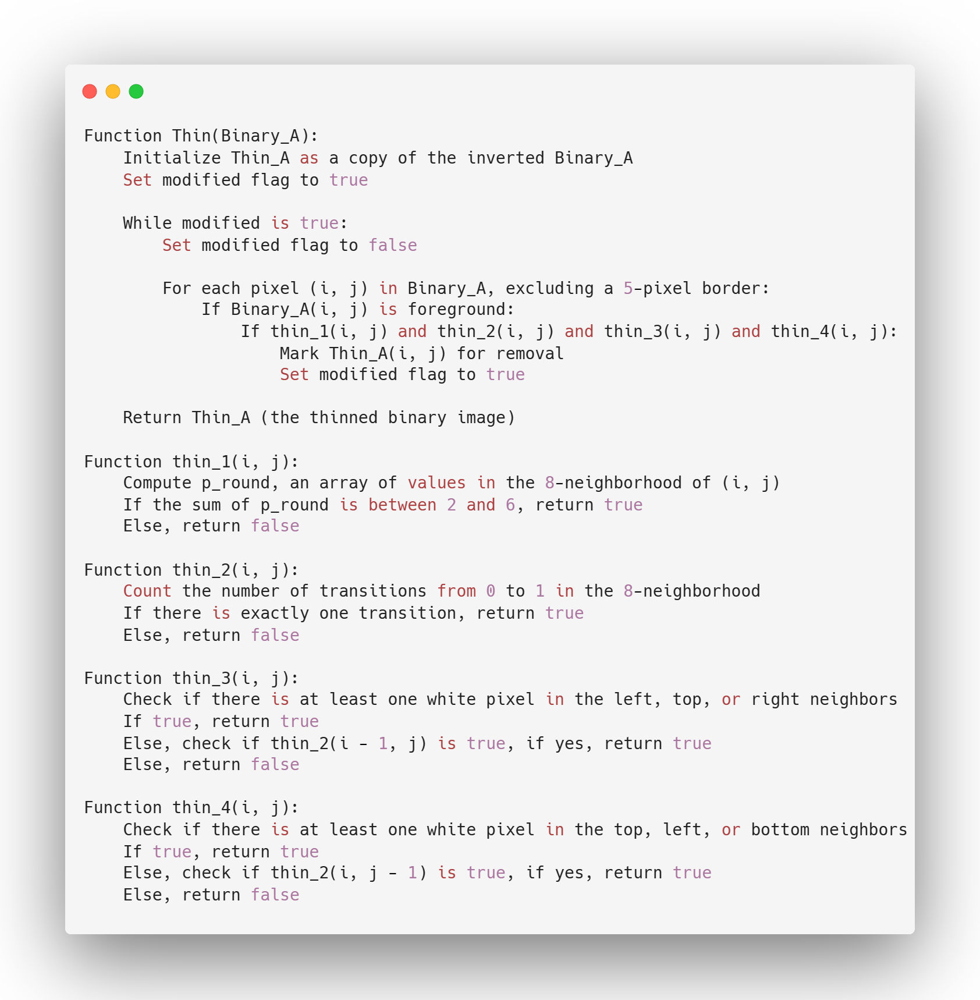 Function Thin(Binary_A):
    Initialize Thin_A as a copy of the inverted Binary_A
    Set modified flag to true

    While modified is true:
        Set modified flag to false

        For each pixel (i, j) in Binary_A, excluding a 5-pixel border:
            If Binary_A(i, j) is foreground:
                If thin_1(i, j) and thin_2(i, j) and thin_3(i, j) and thin_4(i, j):
                    Mark Thin_A(i, j) for removal
                    Set modified flag to true

    Return Thin_A (the thinned binary image)

Function thin_1(i, j):
    Compute p_round, an array of values in the 8-neighborhood of (i, j)
    If the sum of p_round is between 2 and 6, return true
    Else, return false

Function thin_2(i, j):
    Count the number of transitions from 0 to 1 in the 8-neighborhood
    If there is exactly one transition, return true
    Else, return false

Function thin_3(i, j):
    Check if there is at least one white pixel in the left, top, or right neighbors
    If true, return true
    Else, check if thin_2(i - 1, j) is true, if yes, return true
    Else, return false

Function thin_4(i, j):
    Check if there is at least one white pixel in the top, left, or bottom neighbors
    If true, return true
    Else, check if thin_2(i, j - 1) is true, if yes, return true
    Else, return false